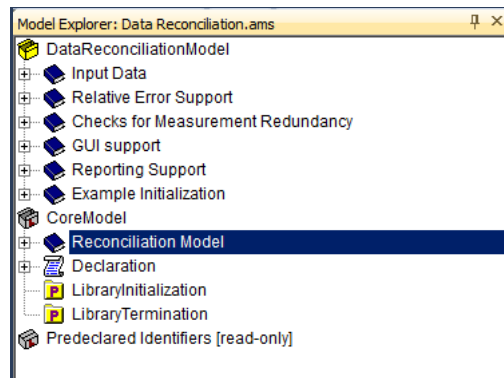 Model Explorer: Data Reconciliation.ams
DataReconciliationModel
Input Data
Relative Error Support
Checks for Measurement Redundancy
GUI support
Reporting Support
Example Initialization
CoreModel
Reconciliation Model
Declaration
P LibraryInitialization
P LibraryTermination
Predeclared Identifiers [read-only]